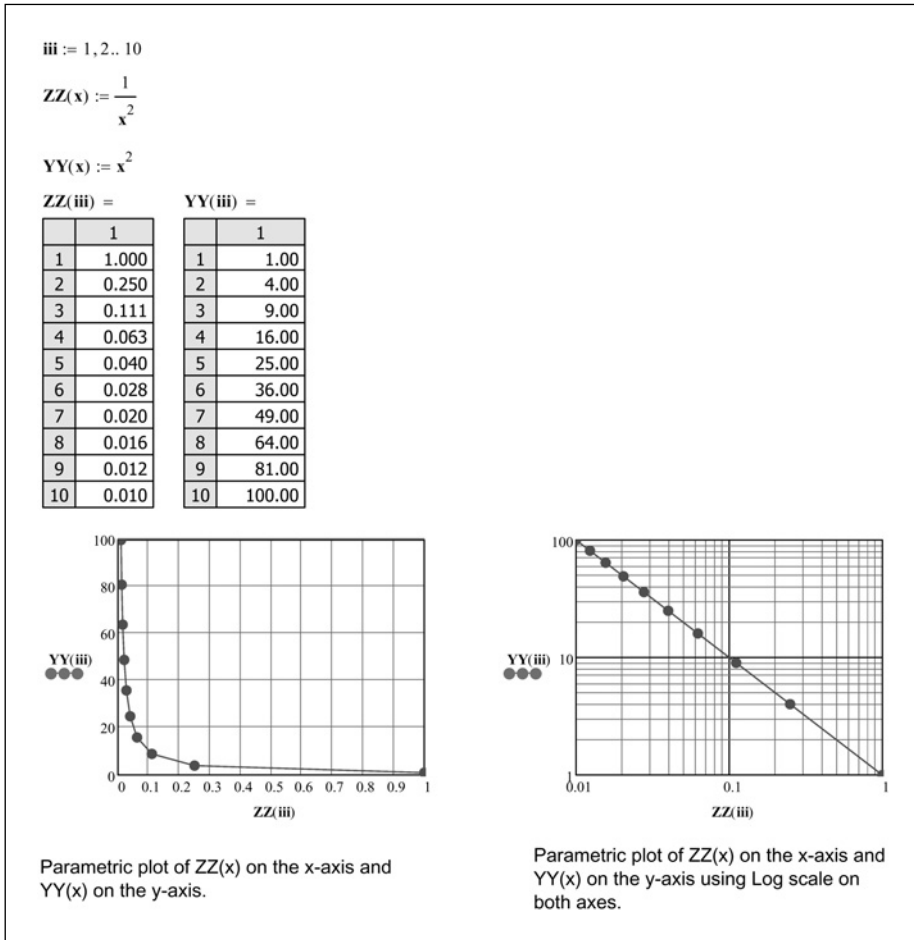 iii := 1, 2.. 10
ZZ(x) := 1/x^2
YY(x) := x^2
ZZ(iii) = YY(iii) =
1 1
1 1.000 1 1.00
2 0.250 2 4.00
3 0.111 3 9.00
4 0.063 4 16.00
5 0.040 5 25.00
6 0.028 6 36.00
7 0.020 7 49.00
8 0.016 8 64.00
9 0.012 9 81.00
10 0.010 10 100.00
100
80
60
YY(iii)
40
20
0
0 0.1 0.2 0.3 0.4 0.5 0.6 0.7 0.8 0.9 1
ZZ(iii)
Parametric plot of ZZ(x) on the x-axis and
YY(x) on the y-axis.
100
YY(iii)
10
1
0.01 0.1 1
ZZ(iii)
Parametric plot of ZZ(x) on the x-axis and
YY(x) on the y-axis using Log scale on
both axes.